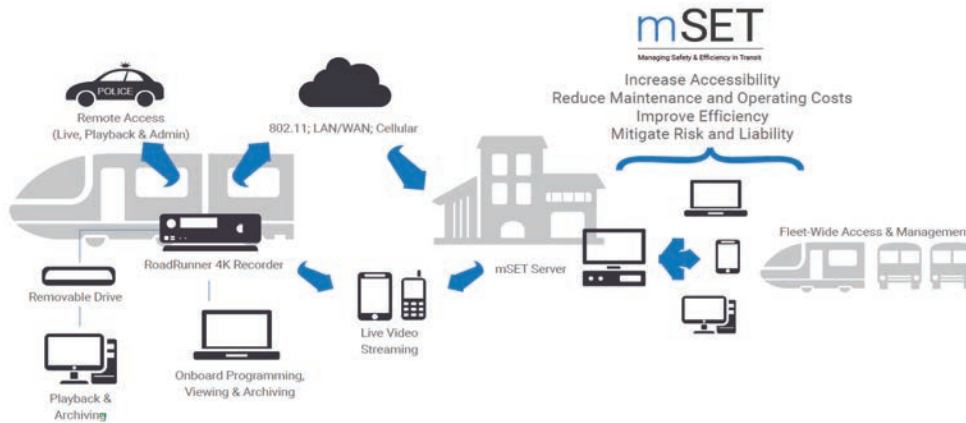 mSET
Managing Safety & Efficiency in Transit
Increase Accessibility
Reduce Maintenance and Operating Costs
Improve Efficiency
Mitigate Risk and Liability
POLICE
Remote Access
(Live, Playback & Admin)
802.11; LAN/WAN; Cellular
RoadRunner 4K Recorder
Removable Drive
Playback &
Archiving
Onboard Programming,
Viewing & Archiving
Live Video
Streaming
mSET Server
Fleet-Wide Access & Management